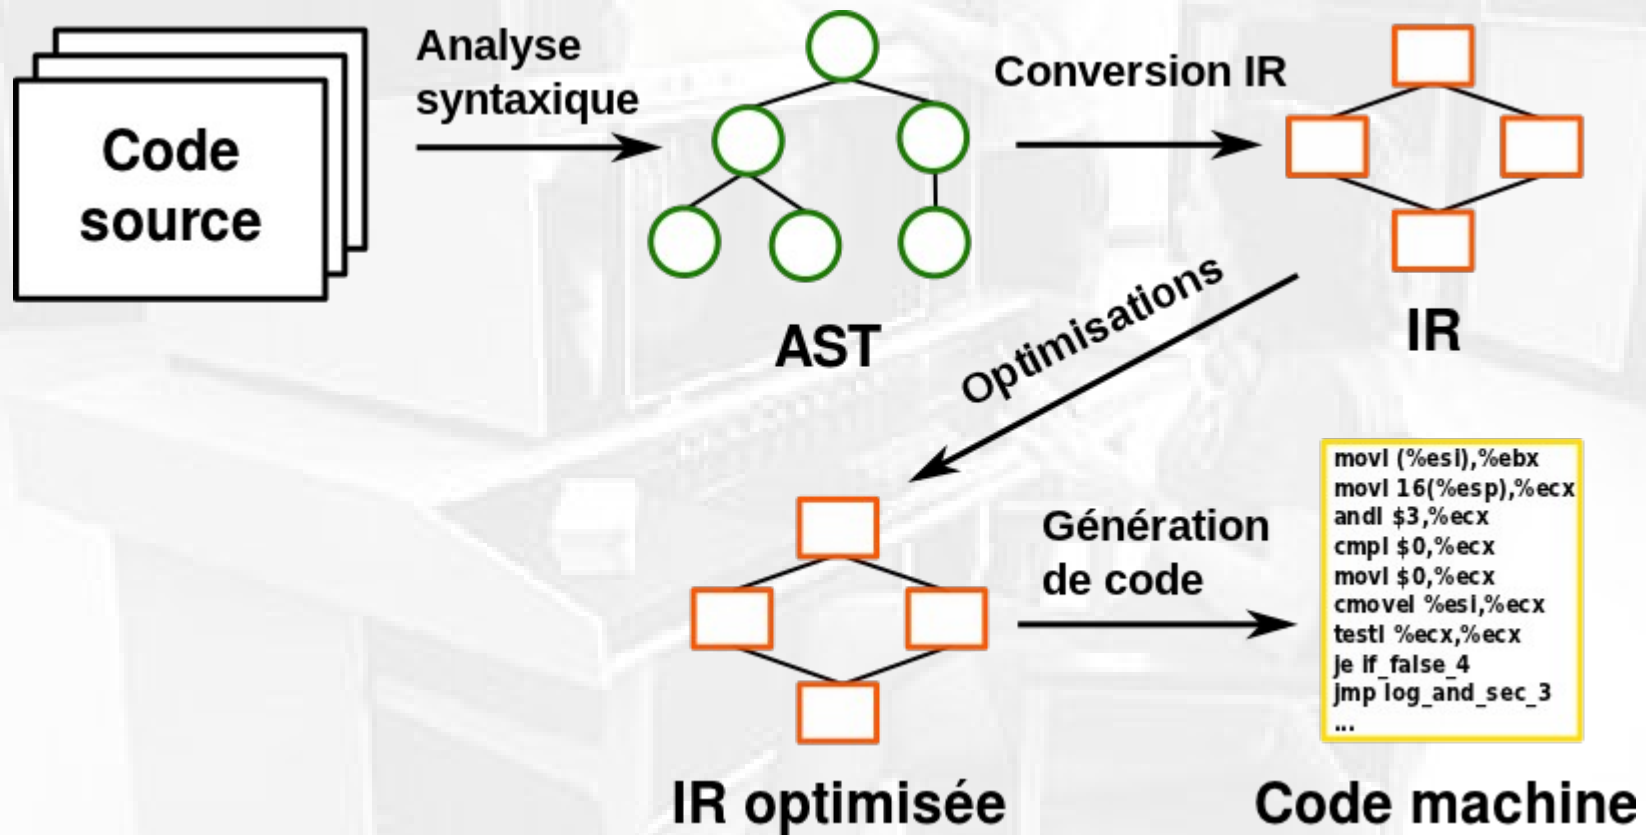 Code
source
Analyse
syntaxique
AST
Conversion IR
IR
Optimisations
IR optimisée
Génération
de code
movl (%esi),%ebx
movl 16(%esp),%ecx
andl $3,%ecx
cmpl $0,%ecx
movl $0,%ecx
cmovel %esi,%ecx
testl %ecx,%ecx
je if_false_4
jmp log_and_sec_3
...
Code machine